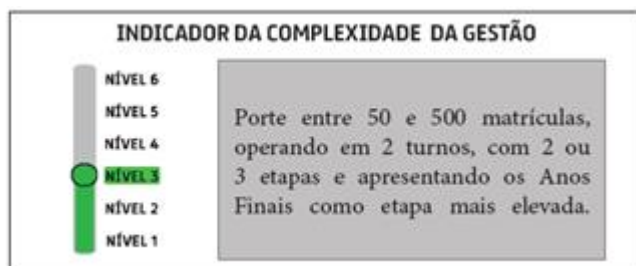 INDICADOR DA COMPLEXIDADE DA GESTÃO
NÍVEL 6
NÍVEL 5
NÍVEL 4
NÍVEL 3
NÍVEL 2
NÍVEL 1
Porte entre 50 e 500 matrículas,
operando em 2 turnos, com 2 ou
3 etapas e apresentando os Anos
Finais como etapa mais elevada.